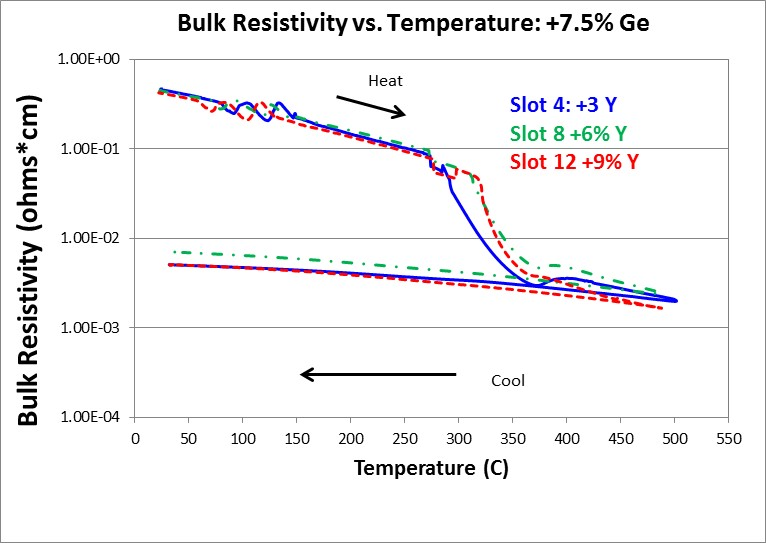 Bulk Resistivity vs. Temperature: +7.5% Ge
Bulk Resistivity (ohms*cm)
1.00E+00
1.00E-01
1.00E-02
1.00E-03
1.00E-04
Heat
Slot 4: +3 Y
Slot 8 +6% Y
Slot 12 +9% Y
Cool
0 50 100 150 200 250 300 350 400 450 500 550
Temperature (C)